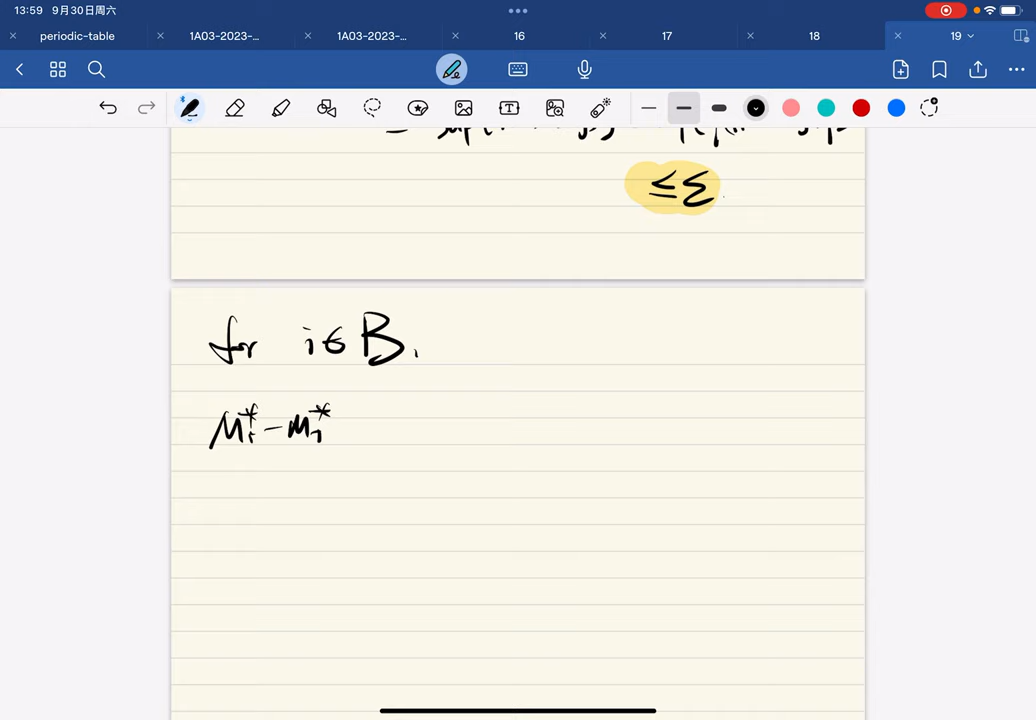 13:59 9月30日周六
periodic-table 1A03-2023-... 1A03-2023-... 16 17 18 19
≤ Σ
for i ∈ B,
Mᵢ* - mᵢ*